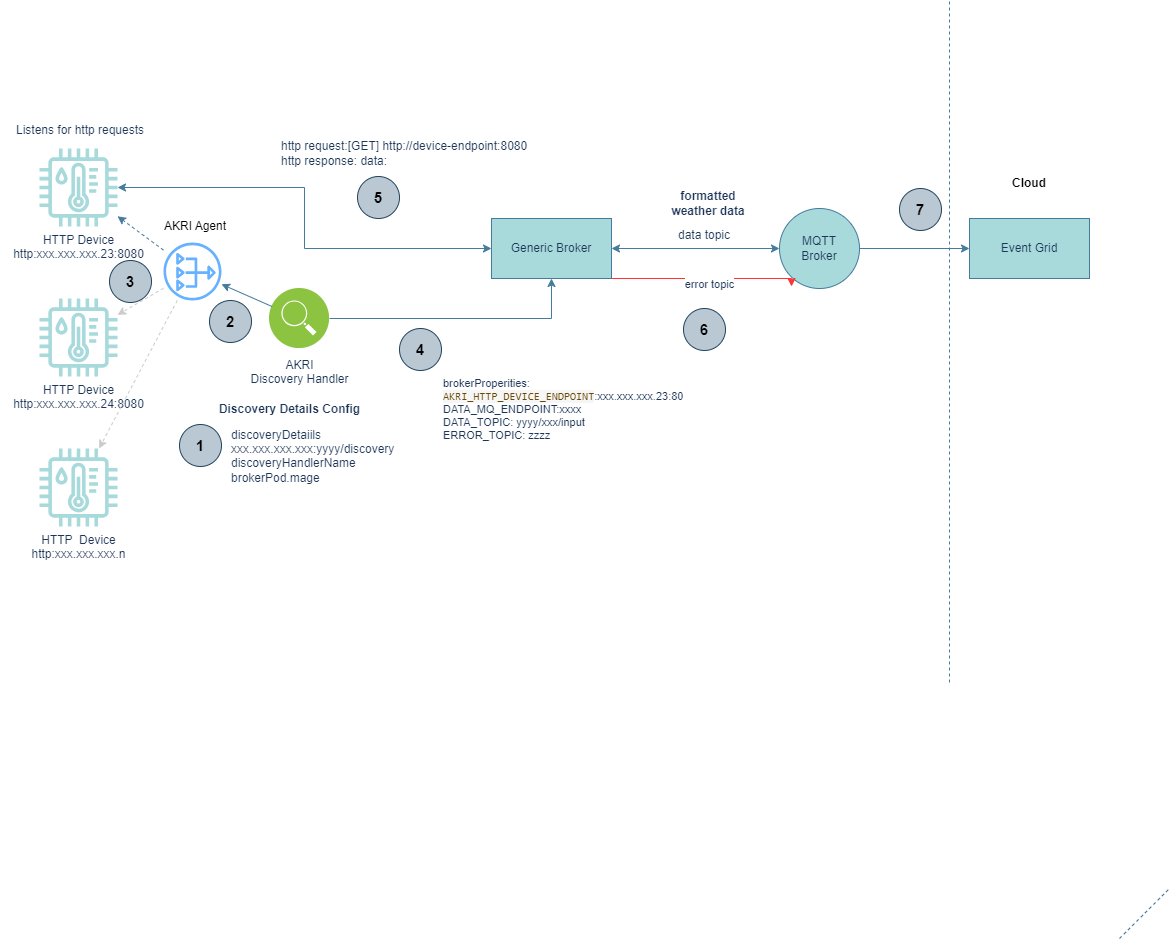 Listens for http requests
http request:[GET] http://device-endpoint:8080
http response: data:
5
HTTP Device
http:xxx.xxx.xxx.23:8080
AKRI Agent
3
2
AKRI
Discovery Handler
HTTP Device
http:xxx.xxx.xxx.24:8080
Discovery Details Config
1
discoveryDetaiils
xxx.xxx.xxx.xxx:yyyy/discovery
discoveryHandlerName
brokerPod.mage
HTTP  Device
http:xxx.xxx.xxx.n
4
brokerProperities:
AKRI_HTTP_DEVICE_ENDPOINT:xxx.xxx.xxx.23:80
DATA_MQ_ENDPOINT:xxxx
DATA_TOPIC: yyyy/xxx/input
ERROR_TOPIC: zzzz
Generic Broker
formatted
weather data
data topic
error topic
6
MQTT
Broker
7
Cloud
Event Grid